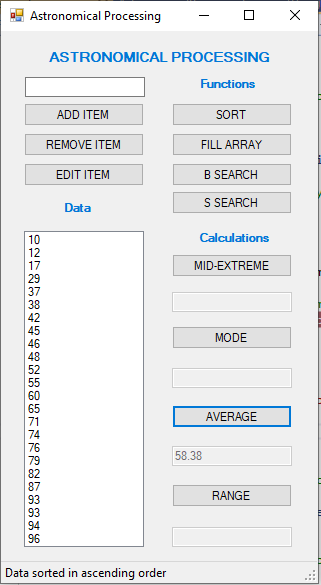 Astronomical Processing
ASTRONOMICAL PROCESSING
Functions
ADD ITEM
SORT
REMOVE ITEM
FILL ARRAY
EDIT ITEM
B SEARCH
S SEARCH
Data
Calculations
MID-EXTREME
MODE
AVERAGE
58.38
RANGE
10
12
17
29
37
38
42
45
46
48
52
55
60
65
71
74
76
79
82
87
93
93
94
96
Data sorted in ascending order